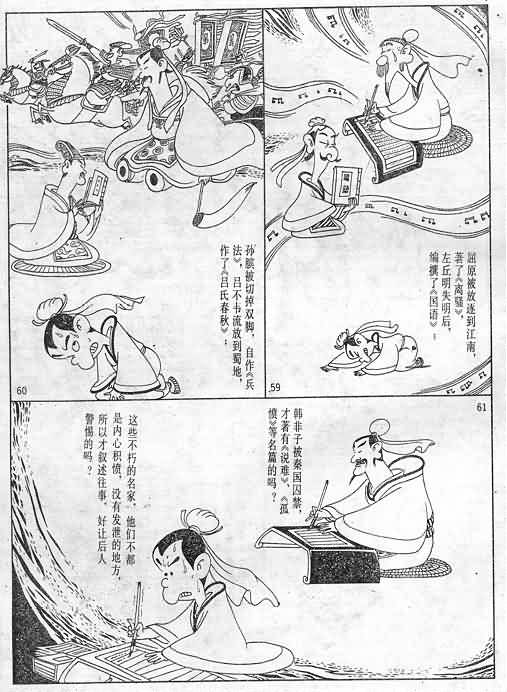 屈原被放逐到江南,
著了《离骚》,
左丘明失明后,
编撰了《国语》;
59
孙膑被切掉双脚,自作《兵
法》,吕不韦流放到蜀地,
作了《吕氏春秋》;
60
61
韩非子被秦国囚禁,
才著有《说难》、《孤
愤》等名篇的吗?
这些不朽的名家,他们不都
是内心积愤,没有发泄的地方,
所以才叙述往事,好让后人
警惕的吗?